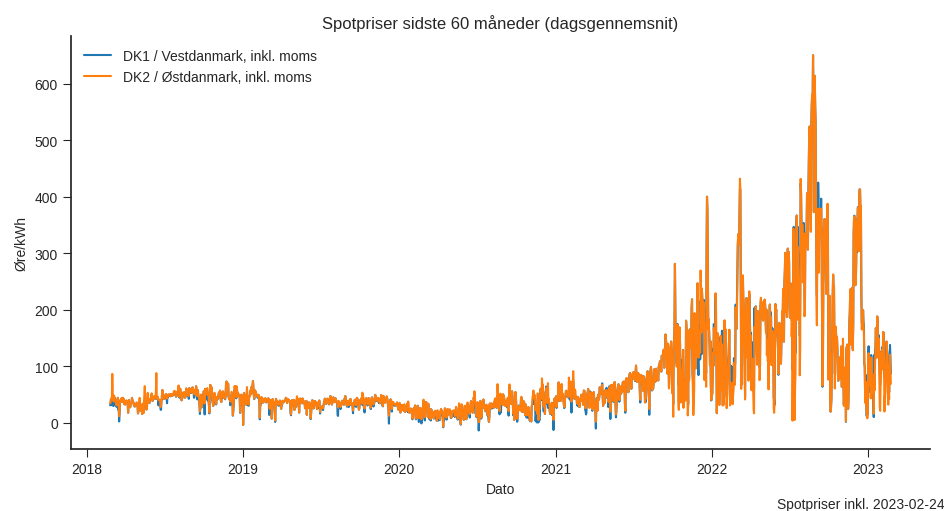 Spotpriser sidste 60 måneder (dagsgennemsnit)
DK1 / Vestdanmark, inkl. moms
DK2 / Østdanmark, inkl. moms
600
500
400
300
200
100
0
Øre/kWh
2018 2019 2020 2021 2022 2023
Dato
Spotpriser inkl. 2023-02-24